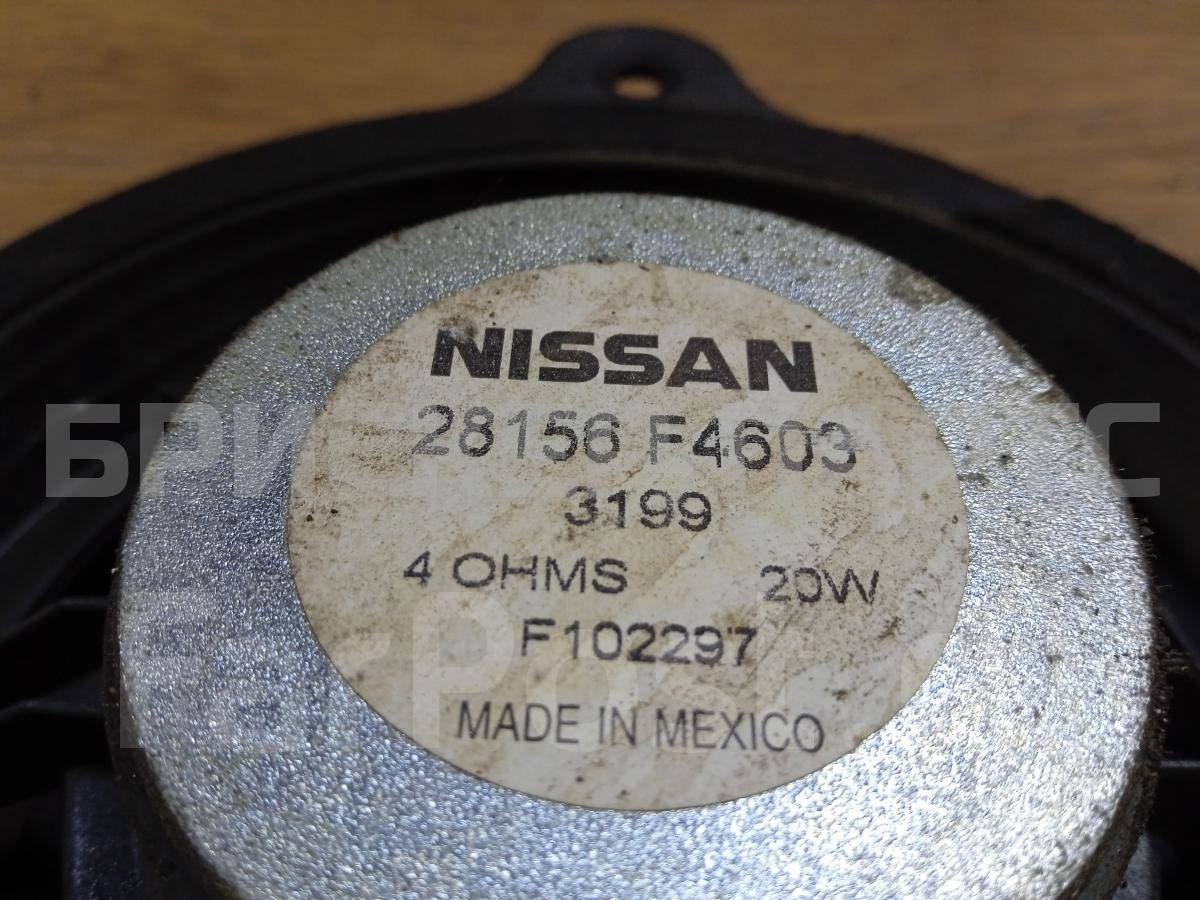 NISSAN
28156 F4603
3199
4 OHMS 20W
F102297
MADE IN MEXICO